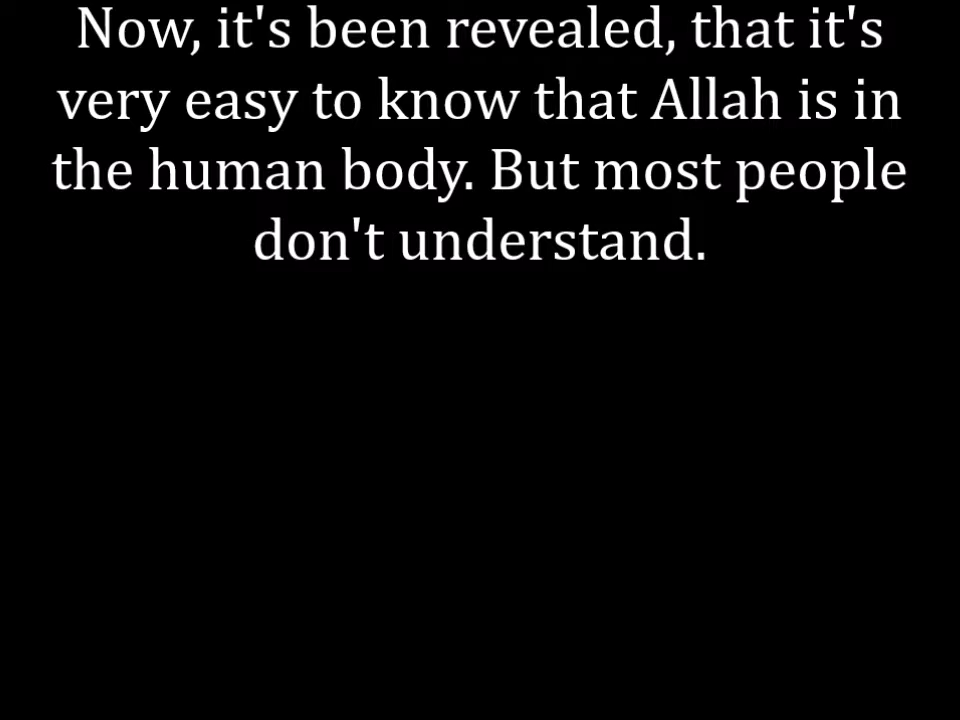 Now, it's been revealed, that it's
very easy to know that Allah is in
the human body. But most people
don't understand.